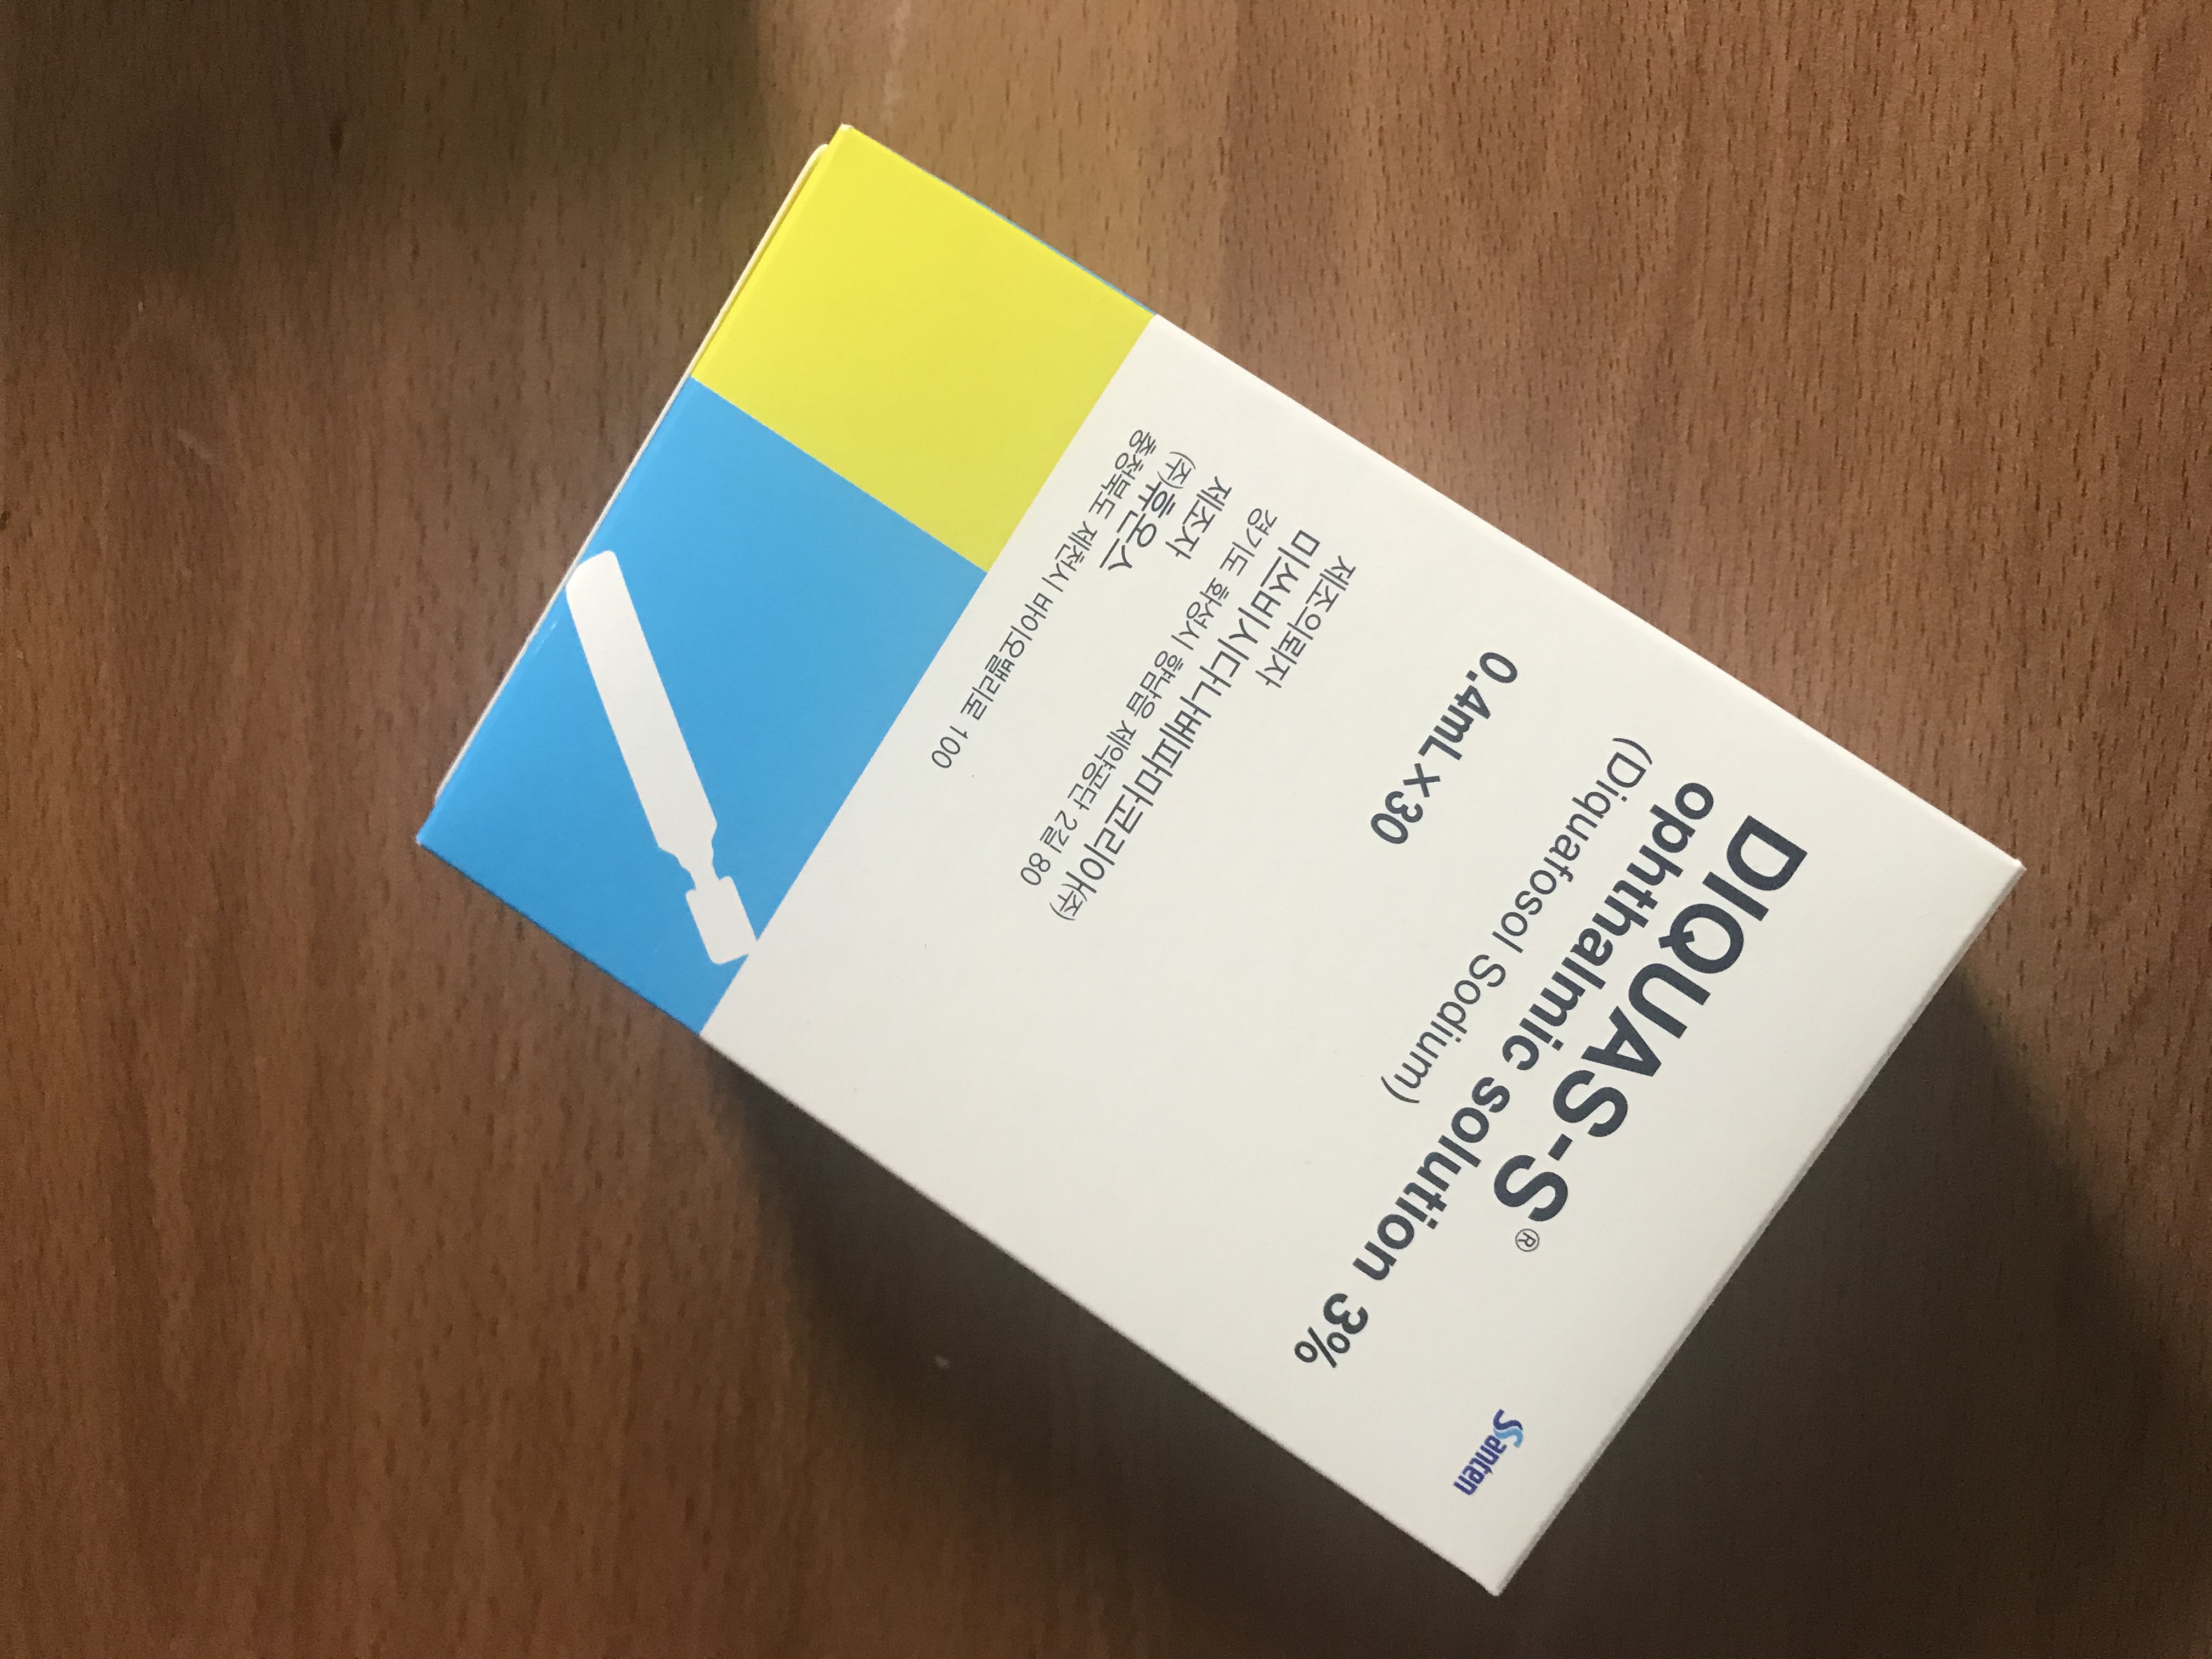 Santen
DIQUAS-S®
ophthalmic solution 3%
(Diquafosol Sodium)
0.4mL×30
제조의뢰자
미쓰비시다나베파마코리아(주)
경기도 화성시 향남읍 제약공단 2길 80
제조자
(주)휴온스
충청북도 제천시 바이오밸리로 100